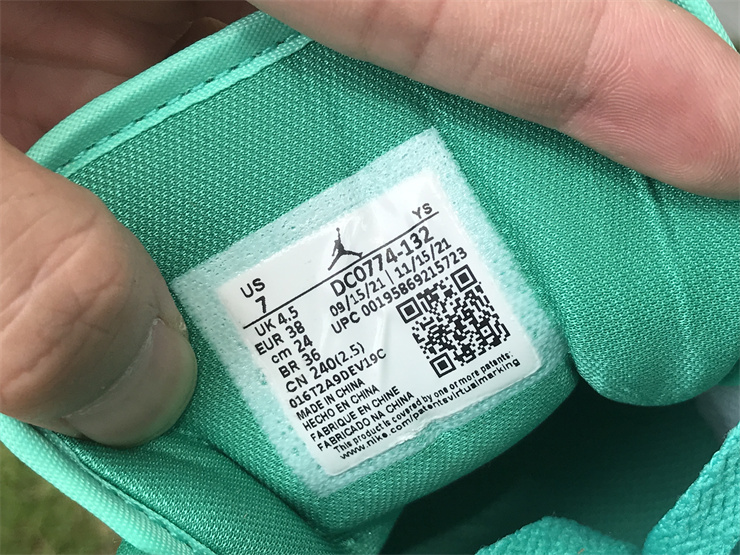 US YS
7 DC0774-132
UK 4.5 09/15/21 | 11/15/21
EUR 38 UPC 00195869215723
cm 24
BR 36
CN 240(2.5)
016T2A9DEV19C
MADE IN CHINA
HECHO EN CHINA
FABRIQUE EN CHINE
FABRICADO NA CHINA
This product is covered by one or more patents:
www.nike.com/patentsvirtualmarking